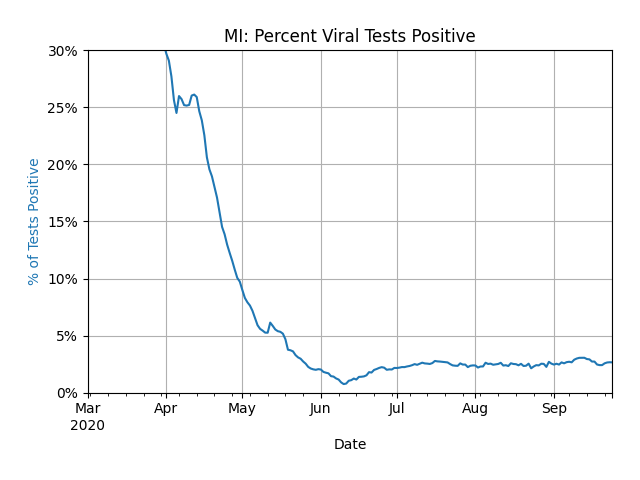 MI: Percent Viral Tests Positive
30%
25%
20%
15%
10%
5%
0%
% of Tests Positive
Mar Apr May Jun Jul Aug Sep
2020
Date